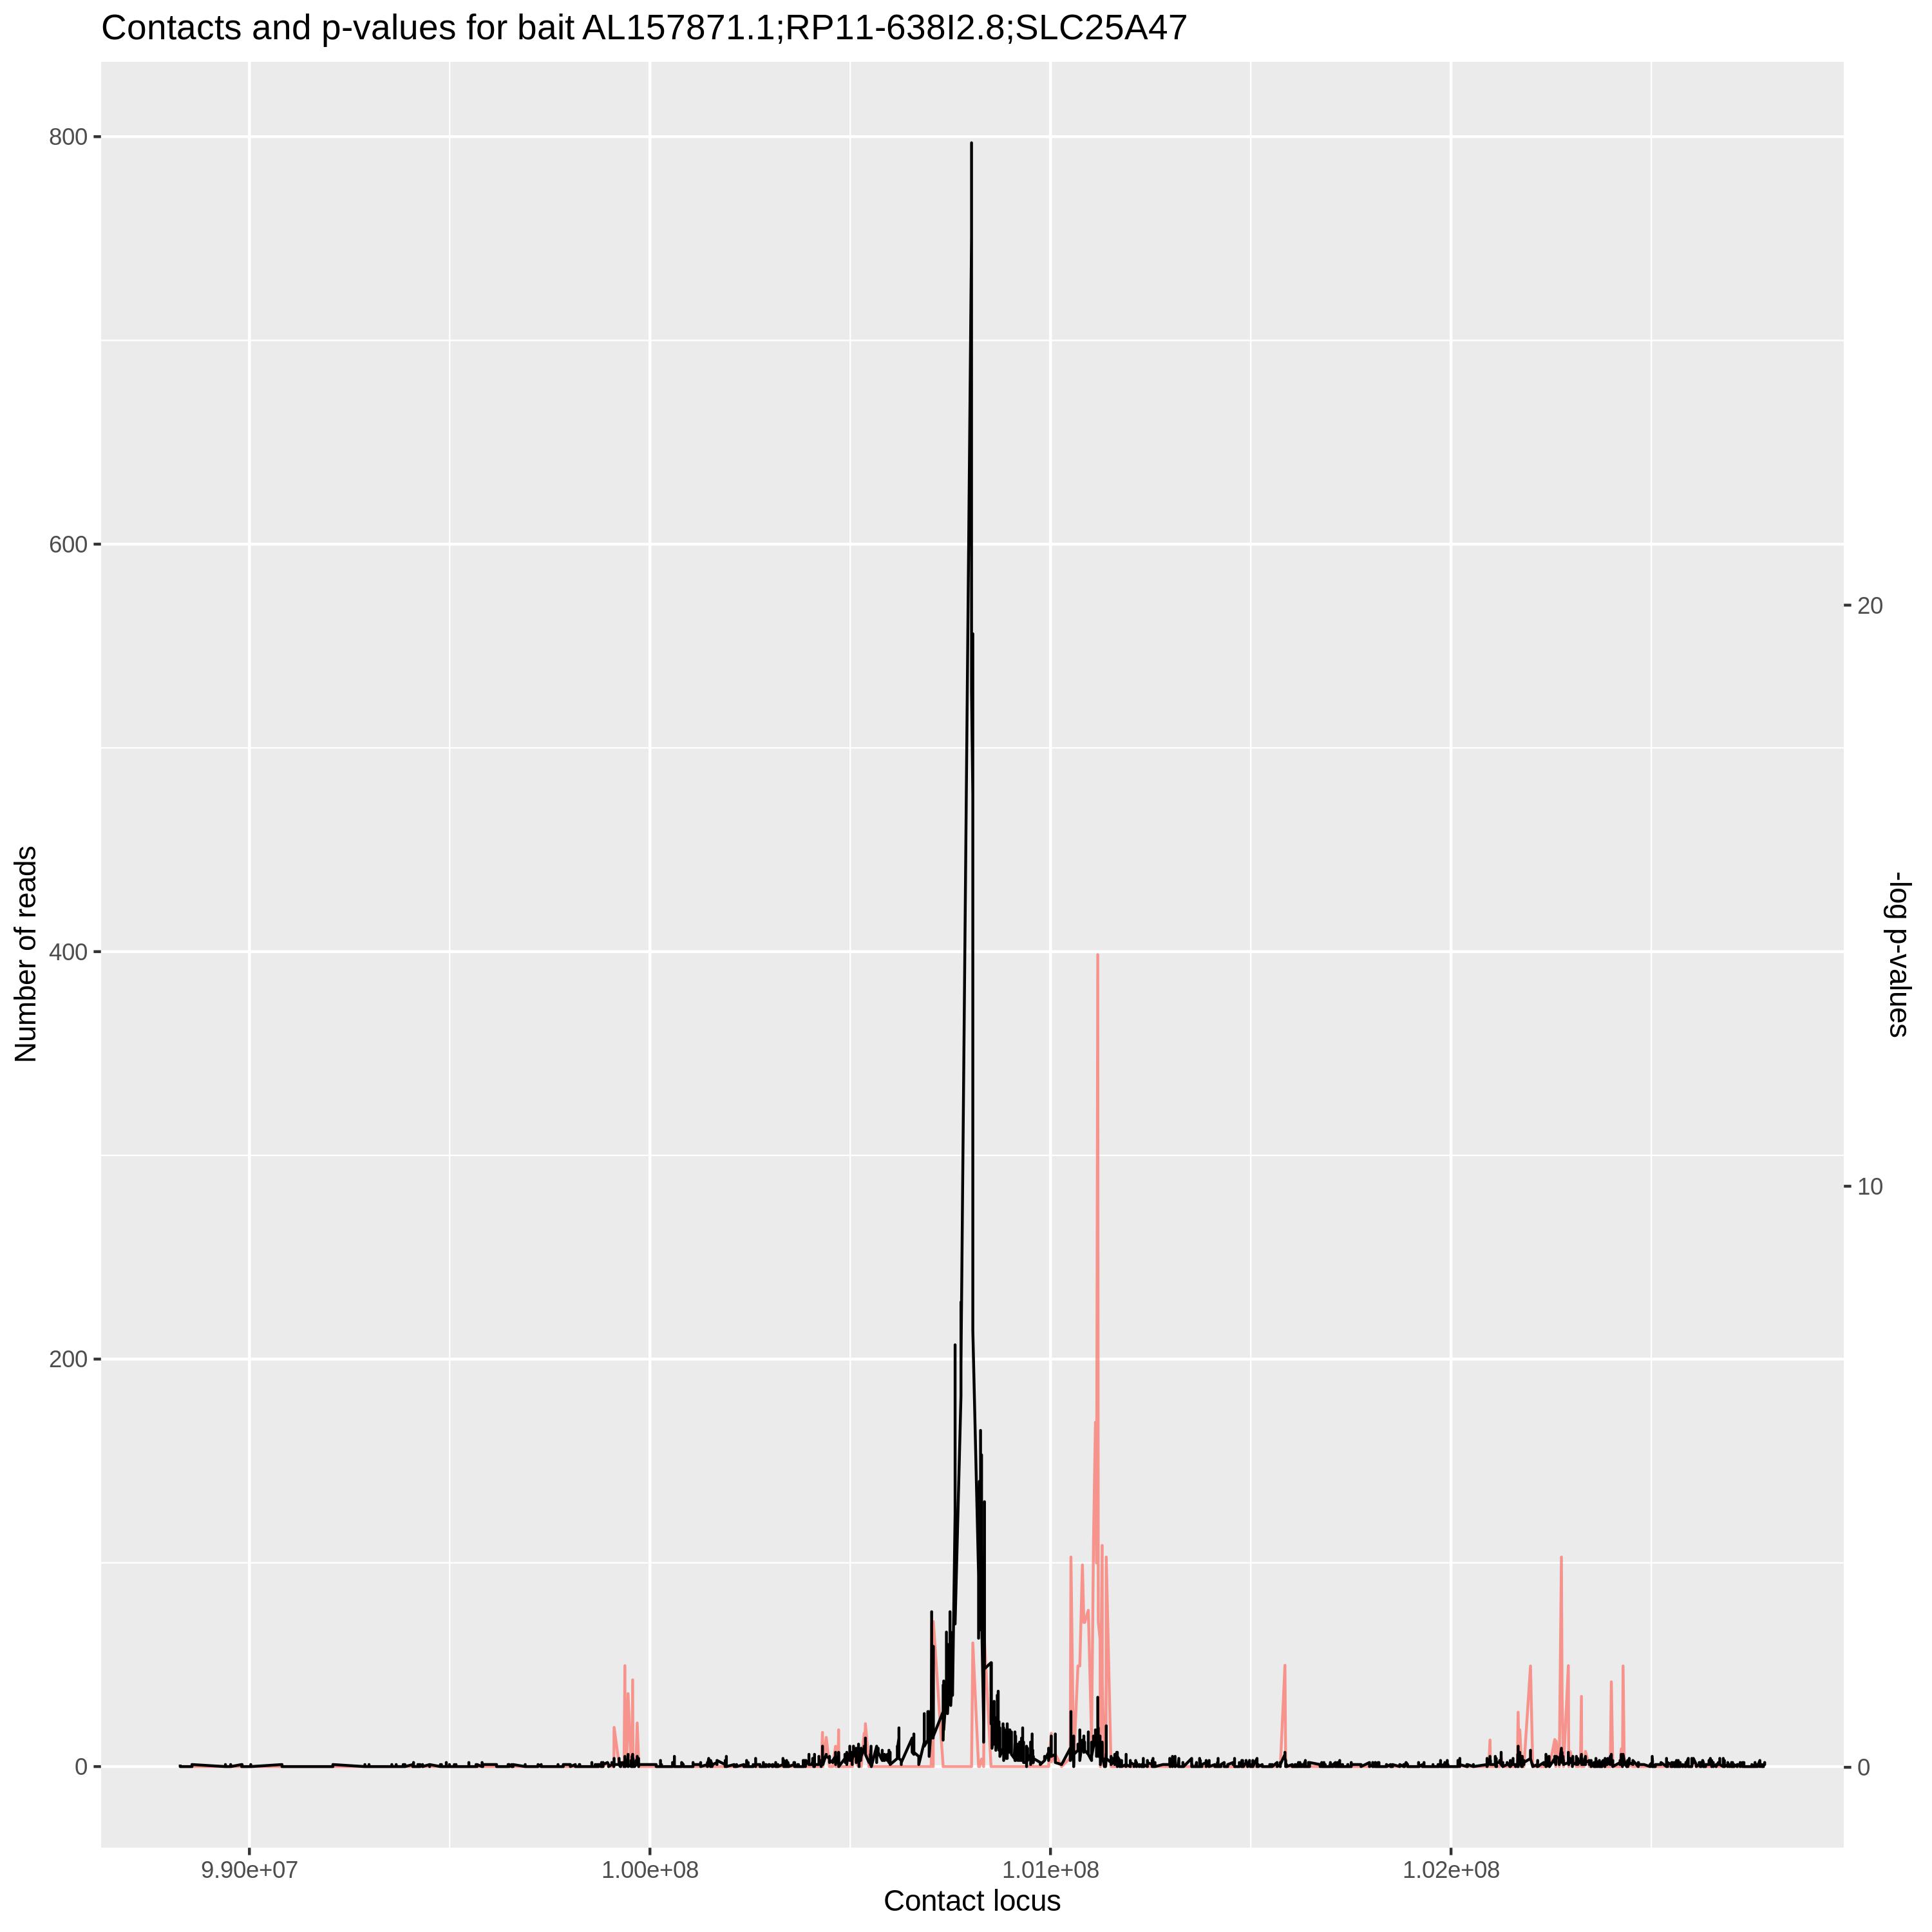 Contacts and p-values for bait AL157871.1;RP11-638I2.8;SLC25A47
800
600
400
200
0
Number of reads
20
10
0
-log p-values
9.90e+07
1.00e+08
1.01e+08
1.02e+08
Contact locus